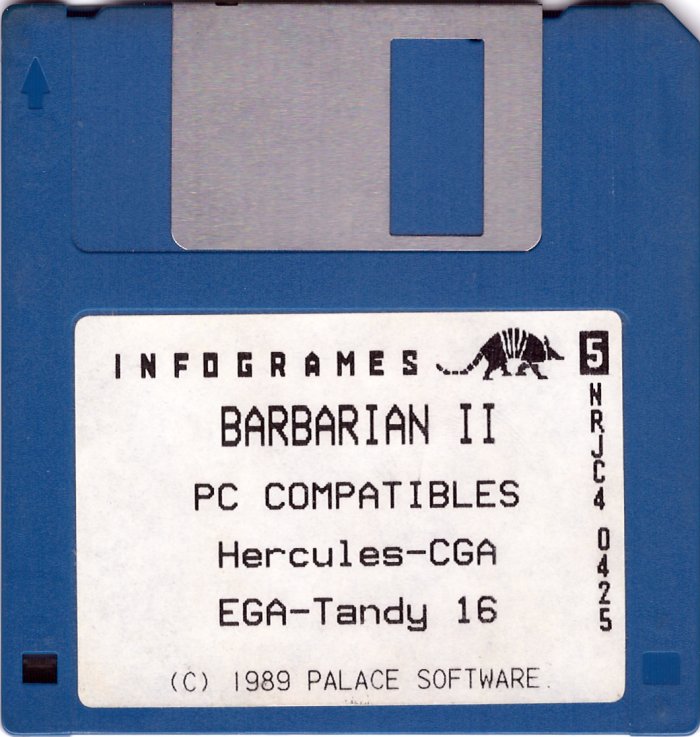 INFOGRAMES
5
BARBARIAN II
PC COMPATIBLES
Hercules-CGA
EGA-Tandy 16
(C) 1989 PALACE SOFTWARE
NRJC4 0425